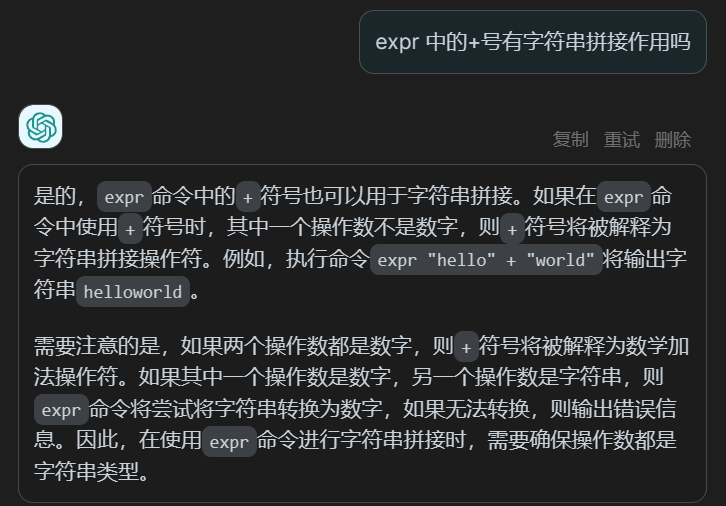 expr 中的+号有字符串拼接作用吗
复制 重试 删除
是的，expr命令中的+符号也可以用于字符串拼接。如果在expr命
令中使用+符号时，其中一个操作数不是数字，则+符号将被解释为
字符串拼接操作符。例如，执行命令expr "hello" + "world"将输出字
符串helloworld。
需要注意的是，如果两个操作数都是数字，则+符号将被解释为数学加
法操作符。如果其中一个操作数是数字，另一个操作数是字符串，则
expr命令将尝试将字符串转换为数字，如果无法转换，则输出错误信
息。因此，在使用expr命令进行字符串拼接时，需要确保操作数都是
字符串类型。